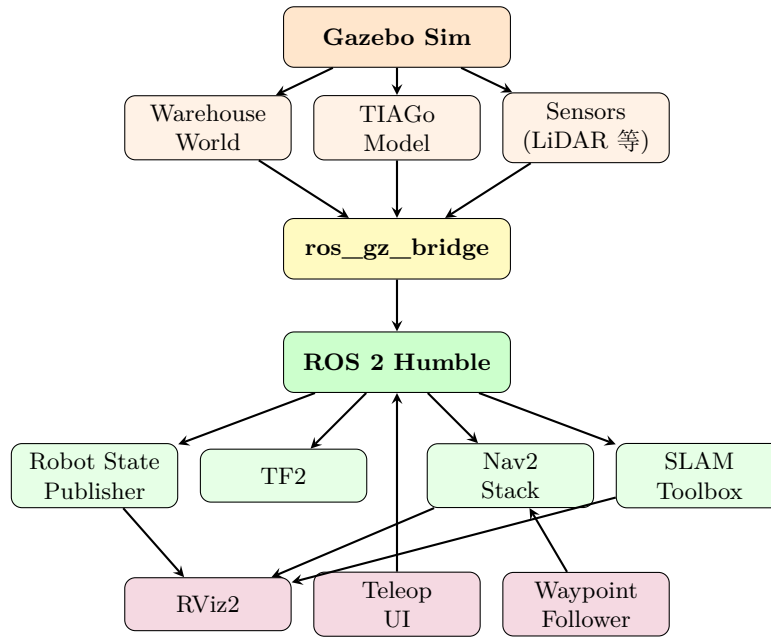 Gazebo Sim
Warehouse
World
TIAGo
Model
Sensors
(LiDAR 等)
ros_gz_bridge
ROS 2 Humble
Robot State
Publisher
TF2
Nav2
Stack
SLAM
Toolbox
RViz2
Teleop
UI
Waypoint
Follower